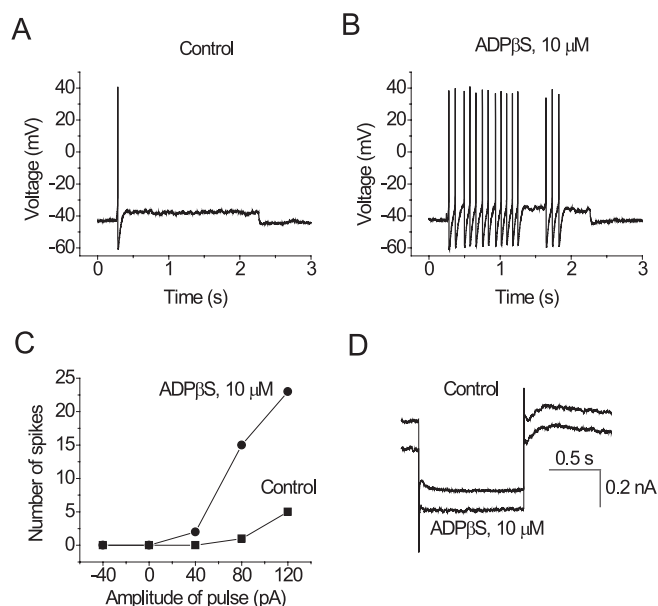 A
Control
Voltage (mV)
40
20
0
-20
-40
-60
0
1
2
3
Time (s)
B
ADPβS, 10 μM
Voltage (mV)
40
20
0
-20
-40
-60
0
1
2
3
Time (s)
C
Number of spikes
25
20
15
10
5
0
ADPβS, 10 μM
Control
-40
0
40
80
120
Amplitude of pulse (pA)
D
Control
0.5 s
0.2 nA
ADPβS, 10 μM